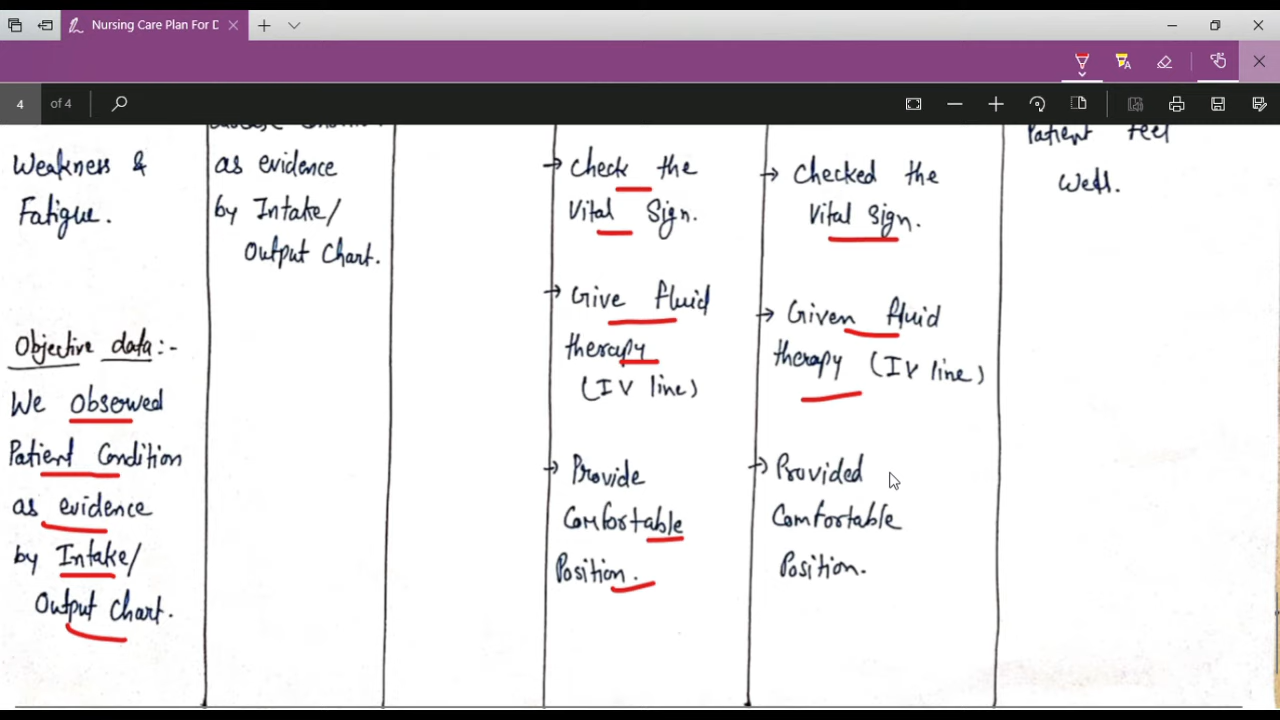 Nursing Care Plan For D
4 of 4
Weakness &
Fatigue.
Objective data:-
We Observed
Patient Condition
as evidence
by Intake/
Output Chart.
as evidence
by Intake/
Output Chart.
→ Check the
Vital Sign.
→ Give fluid
therapy
(IV line)
→ Provide
Comfortable
Position.
→ Checked the
Vital Sign.
→ Given fluid
therapy (IV line)
→ Provided
Comfortable
Position.
Patient Feel
Well.